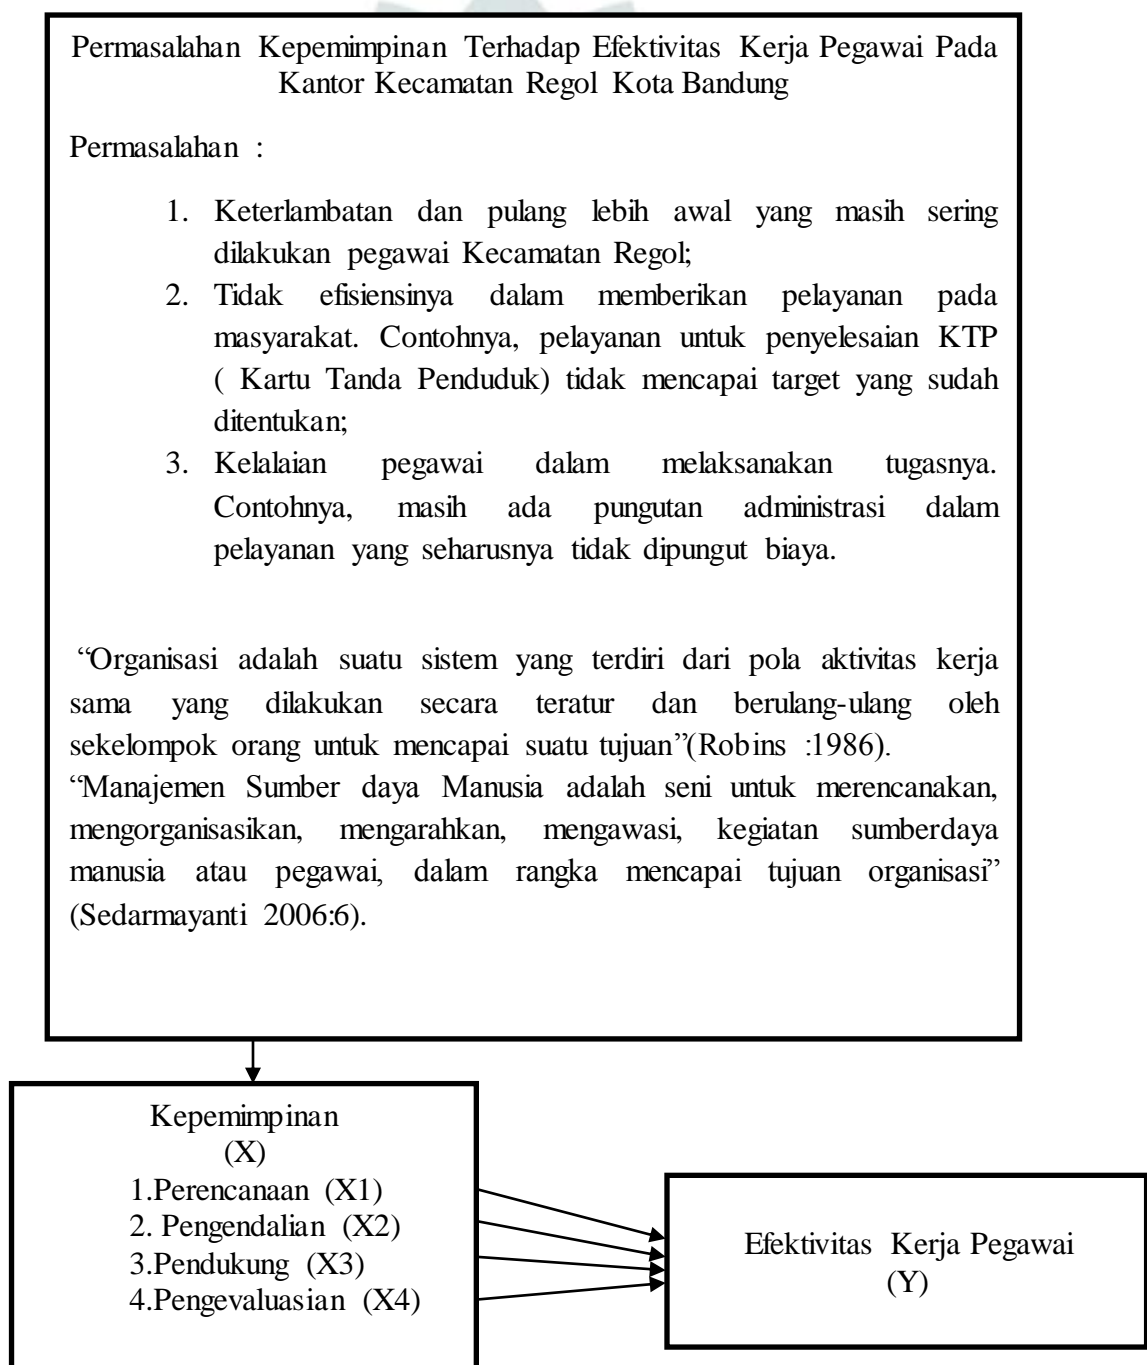 Permasalahan Kepemimpinan Terhadap Efektivitas Kerja Pegawai Pada
Kantor Kecamatan Regol Kota Bandung
Permasalahan :
1. Keterlambatan dan pulang lebih awal yang masih sering
dilakukan pegawai Kecamatan Regol;
2. Tidak efisiensinya dalam memberikan pelayanan pada
masyarakat. Contohnya, pelayanan untuk penyelesaian KTP
( Kartu Tanda Penduduk) tidak mencapai target yang sudah
ditentukan;
3. Kelalaian pegawai dalam melaksanakan tugasnya.
Contohnya, masih ada pungutan administrasi dalam
pelayanan yang seharusnya tidak dipungut biaya.
“Organisasi adalah suatu sistem yang terdiri dari pola aktivitas kerja
sama yang dilakukan secara teratur dan berulang-ulang oleh
sekelompok orang untuk mencapai suatu tujuan”(Robins :1986).
“Manajemen Sumber daya Manusia adalah seni untuk merencanakan,
mengorganisasikan, mengarahkan, mengawasi, kegiatan sumberdaya
manusia atau pegawai, dalam rangka mencapai tujuan organisasi”
(Sedarmayanti 2006:6).
Kepemimpinan
(X)
1.Perencanaan (X1)
2. Pengendalian (X2)
3.Pendukung (X3)
4.Pengevaluasian (X4)
Efektivitas Kerja Pegawai
(Y)